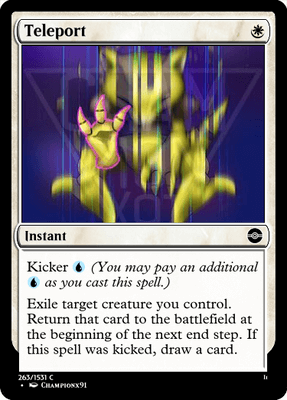 Teleport
Instant
Kicker (You may pay an additional
as you cast this spell.)
Exile target creature you control.
Return that card to the battlefield at
the beginning of the next end step. If
this spell was kicked, draw a card.
263/1531 C
CHAMPIONX91